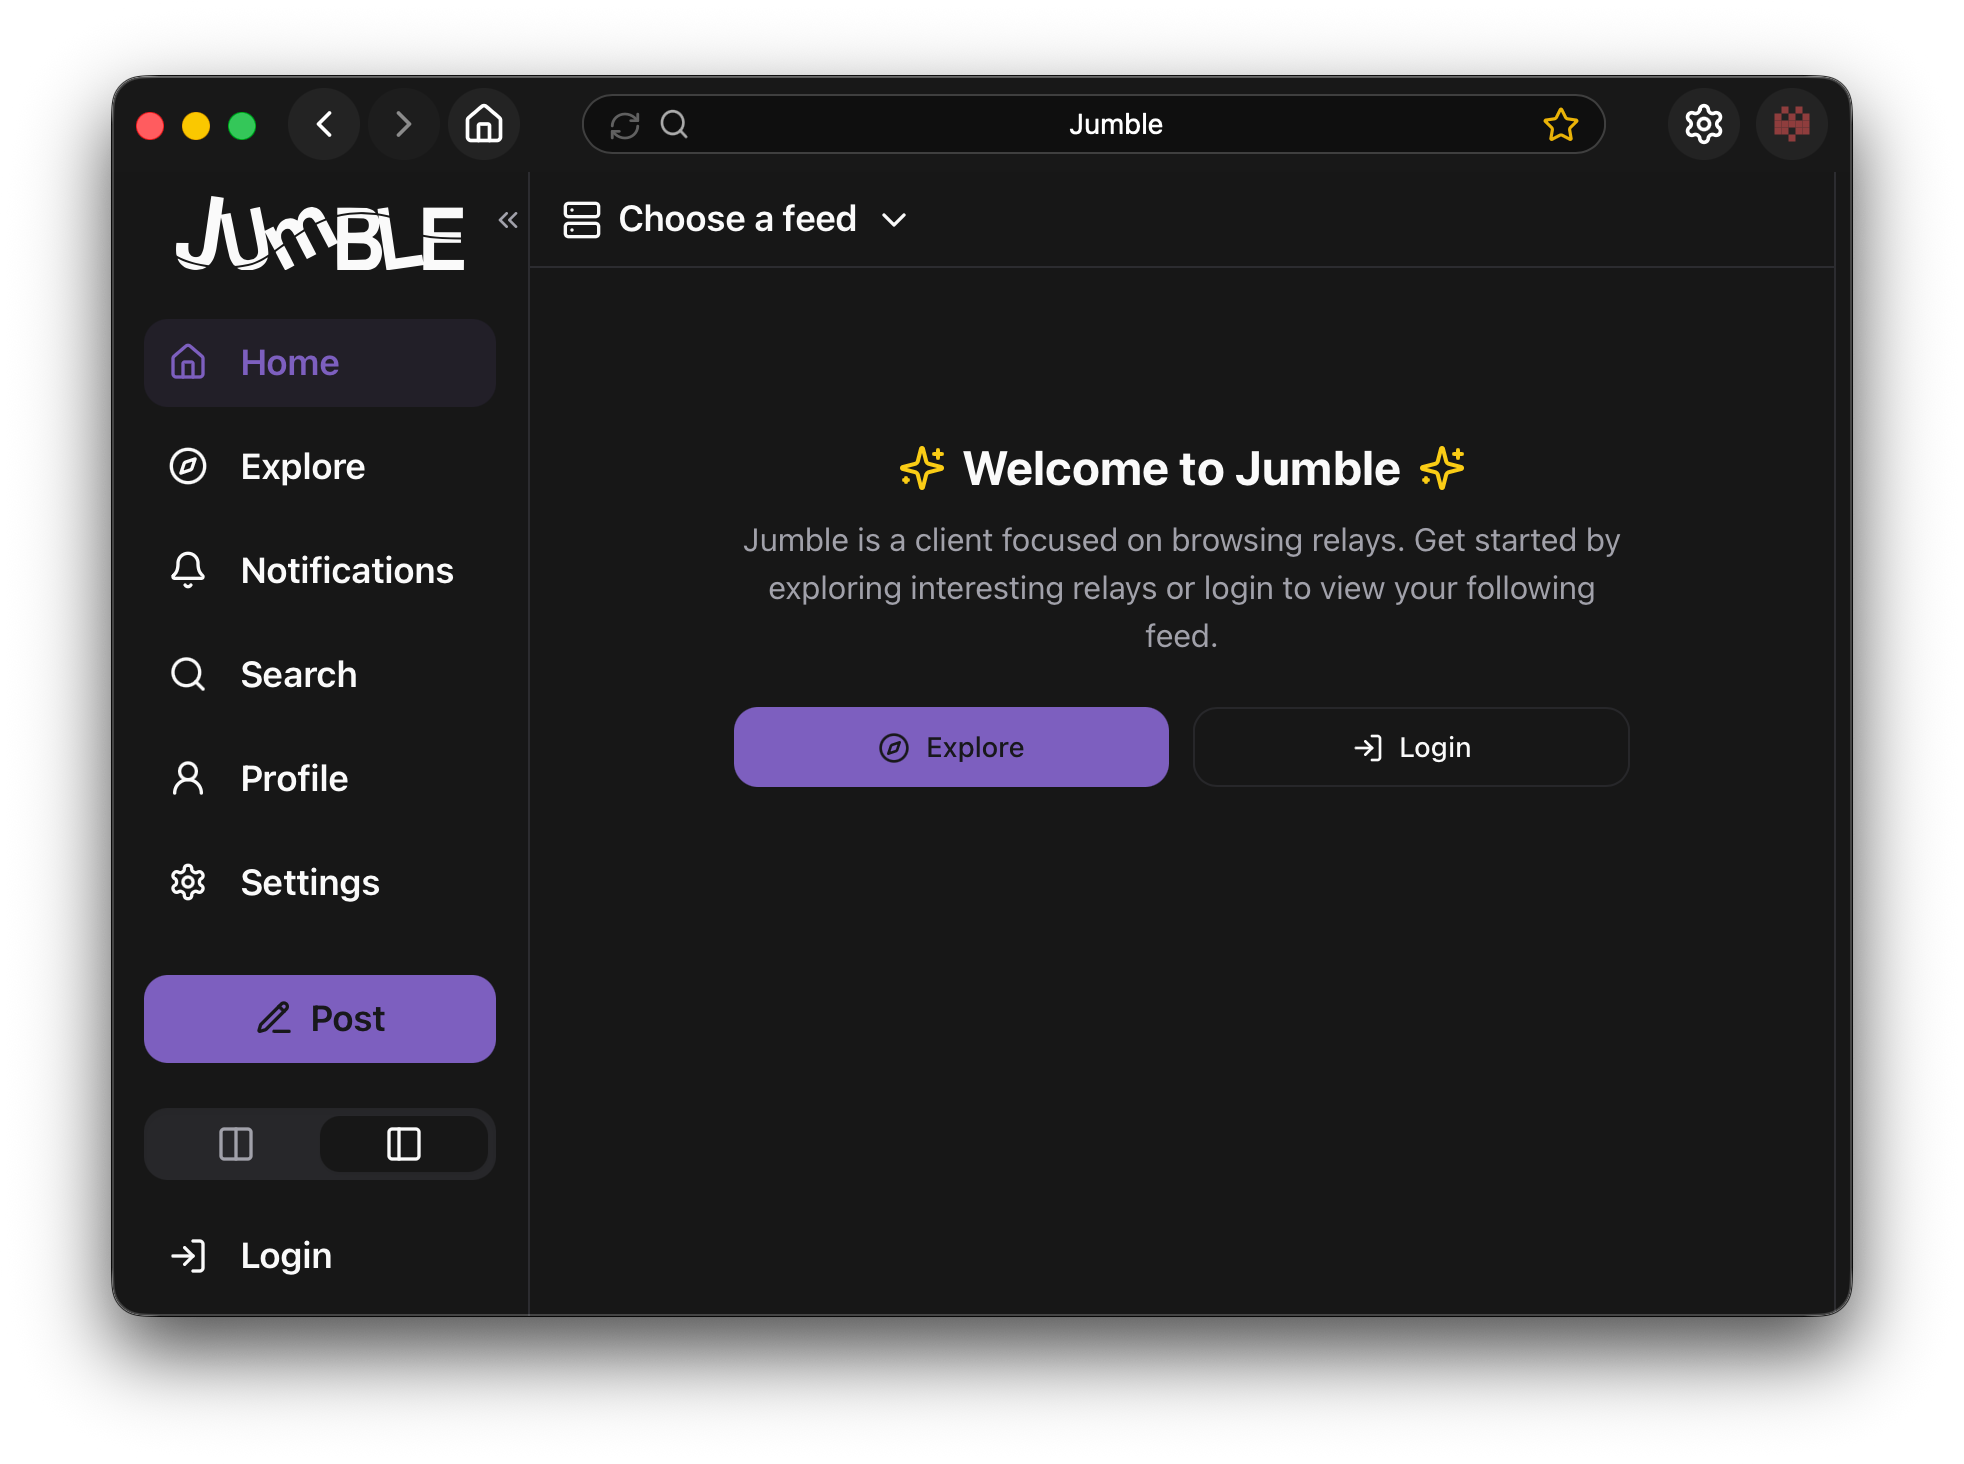 Jumble
JUmBLE
Choose a feed
Home
Explore
Notifications
Search
Profile
Settings
Post
Login
Welcome to Jumble
Jumble is a client focused on browsing relays. Get started by
exploring interesting relays or login to view your following
feed.
Explore
Login